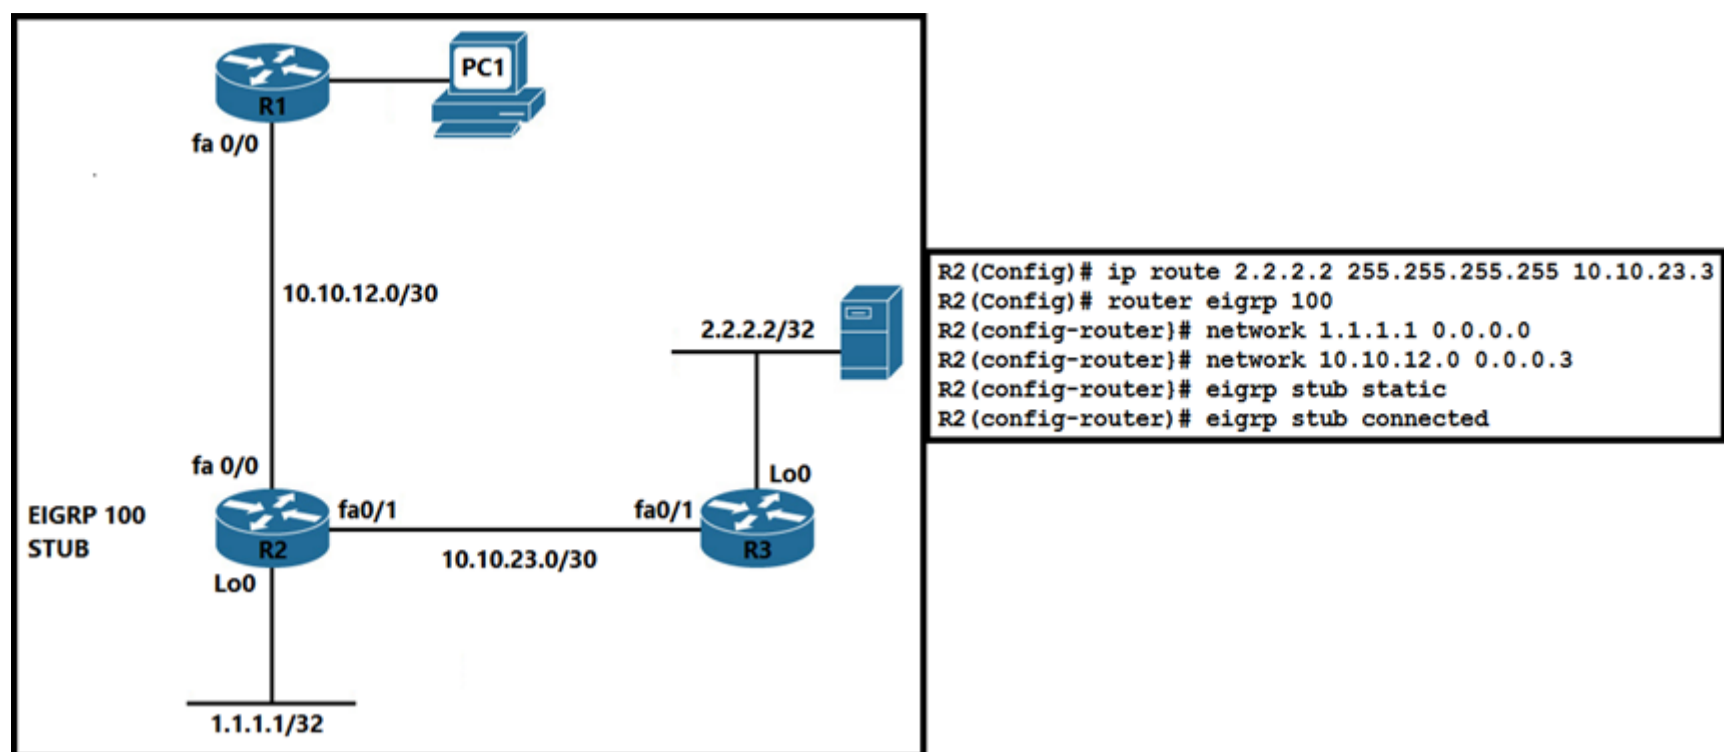 PC1
R1
fa 0/0
10.10.12.0/30
2.2.2.2/32
fa 0/0
Lo0
EIGRP 100
STUB
fa0/1
fa0/1
R2
R3
10.10.23.0/30
Lo0
1.1.1.1/32
R2(Config)# ip route 2.2.2.2 255.255.255.255 10.10.23.3
R2(Config)# router eigrp 100
R2(config-router}# network 1.1.1.1 0.0.0.0
R2(config-router}# network 10.10.12.0 0.0.0.3
R2(config-router}# eigrp stub static
R2(config-router)# eigrp stub connected